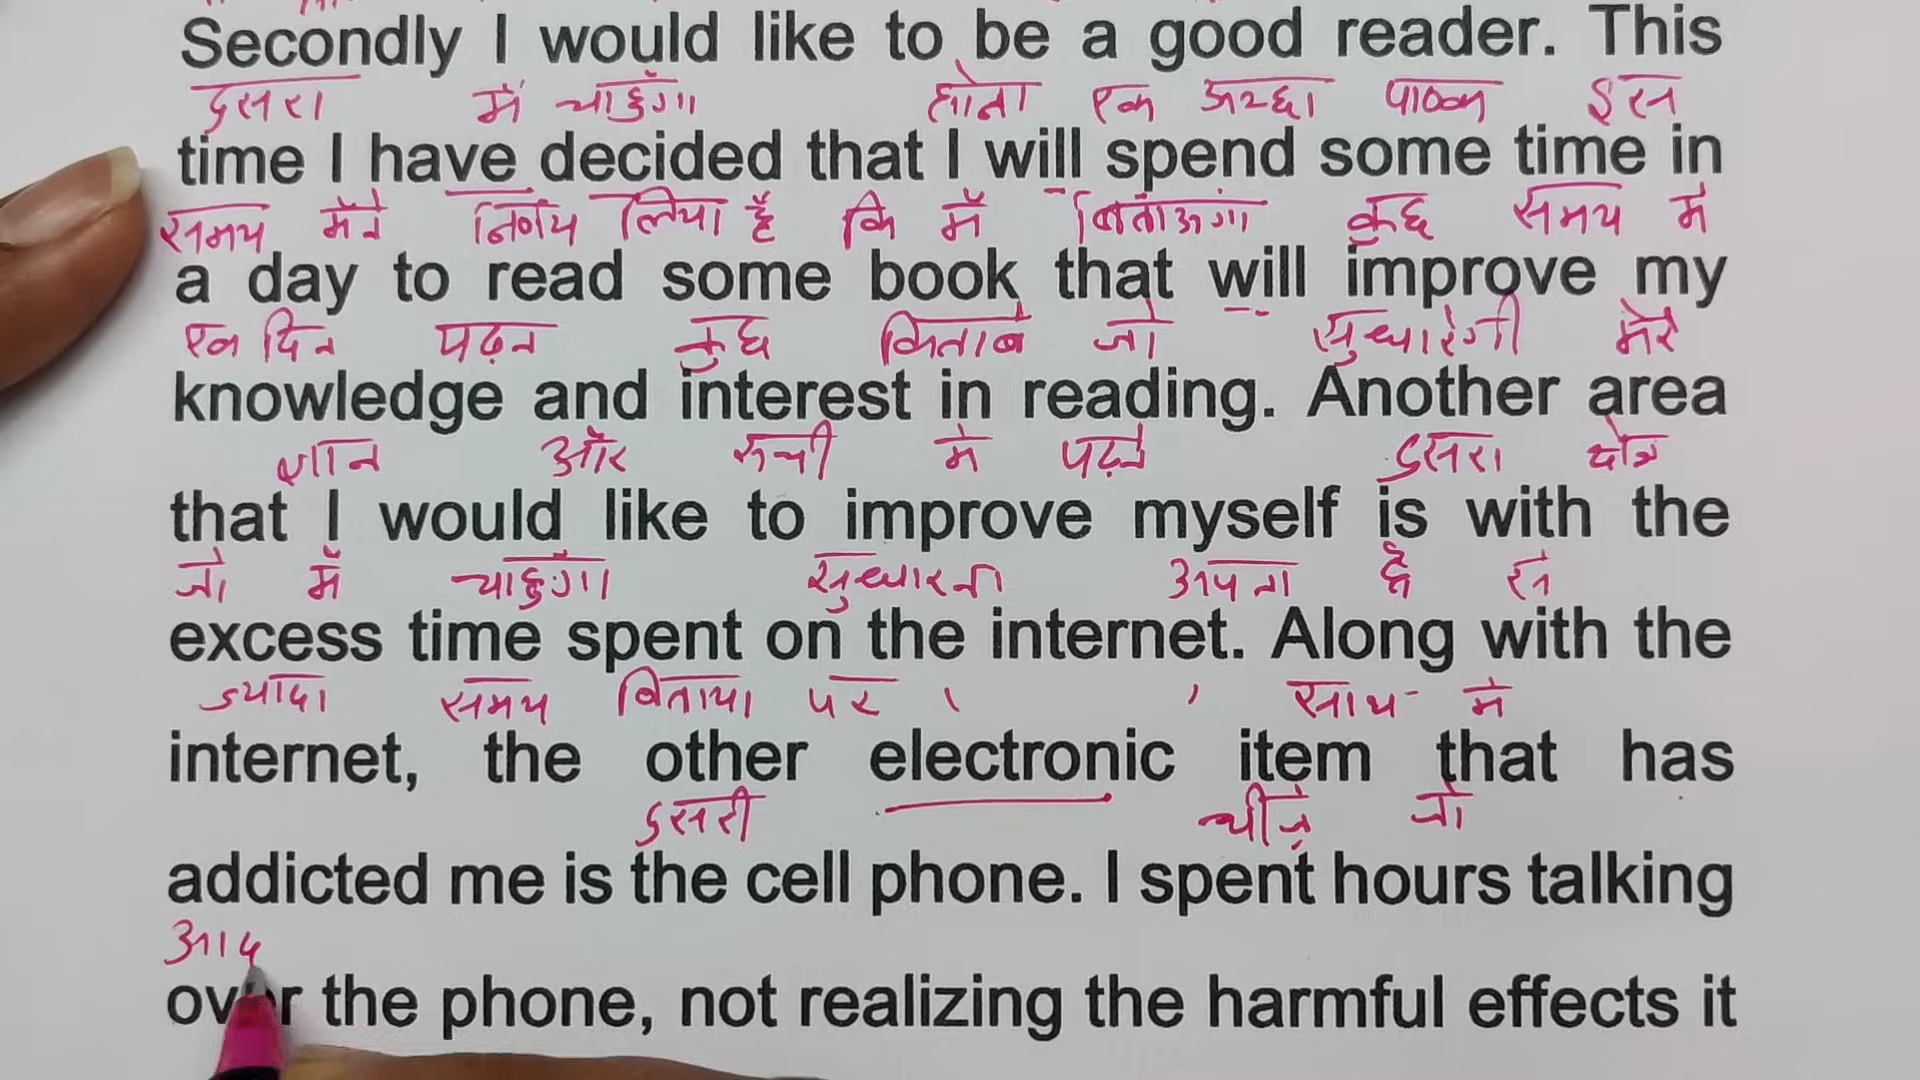 Secondly I would like to be a good reader. This
दुसरा में चाहुँगा होना एक अच्छा पाठक इस
time I have decided that I will spend some time in
समय मैंने निर्णय लिया है कि मैं बिताऊंगा कुछ समय में
a day to read some book that will improve my
एक दिन पढ़ने कुछ किताबें जो सुधारेगी मेरे
knowledge and interest in reading. Another area
ज्ञान और रूची में पढ़ने दुसरा क्षेत्र
that I would like to improve myself is with the
जो मैं चाहुँगा सुधारना अपना है से
excess time spent on the internet. Along with the
ज्यादा समय बिताया पर साथ में
internet, the other electronic item that has
दुसरी चीज़े जो
addicted me is the cell phone. I spent hours talking
आद
over the phone, not realizing the harmful effects it